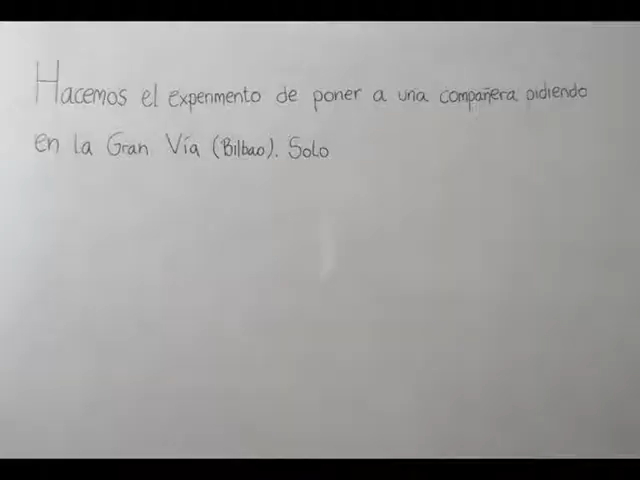 Hacemos el experimento de poner a una compañera pidiendo
en la Gran Vía (Bilbao). Solo